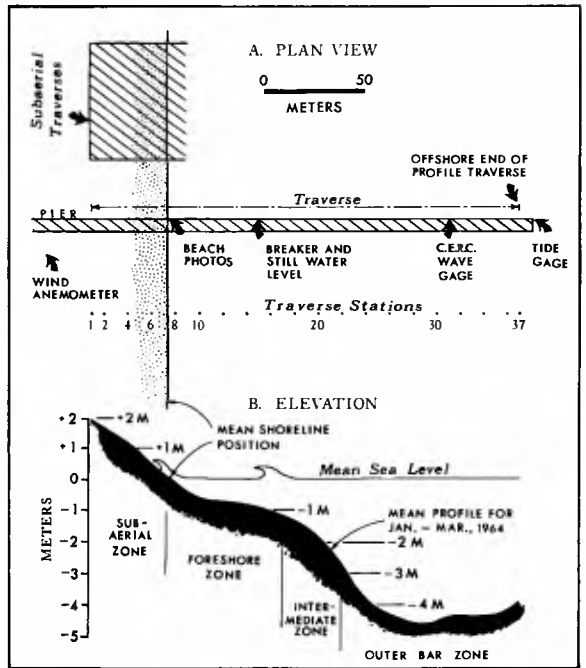 A. PLAN VIEW
0 50
METERS
Subaerial
Traverses
OFFSHORE END OF
PROFILE TRAVERSE
Traverse
PIER
WIND
ANEMOMETER
BEACH
PHOTOS
BREAKER AND
STILL WATER
LEVEL
C.E.R.C.
WAVE
GAGE
TIDE
GAGE
Traverse Stations
1 2 4 6 8 10 20 30 37
B. ELEVATION
MEAN SHORELINE
POSITION
METERS
+2
+1
0
-1
-2
-3
-4
-5
+2 M
+1 M
Mean Sea Level
-1 M
MEAN PROFILE FOR
JAN. - MAR., 1964
-2 M
-3 M
-4 M
SUB-
AERIAL
ZONE
FORESHORE
ZONE
INTER-
MEDIATE
ZONE
OUTER BAR ZONE